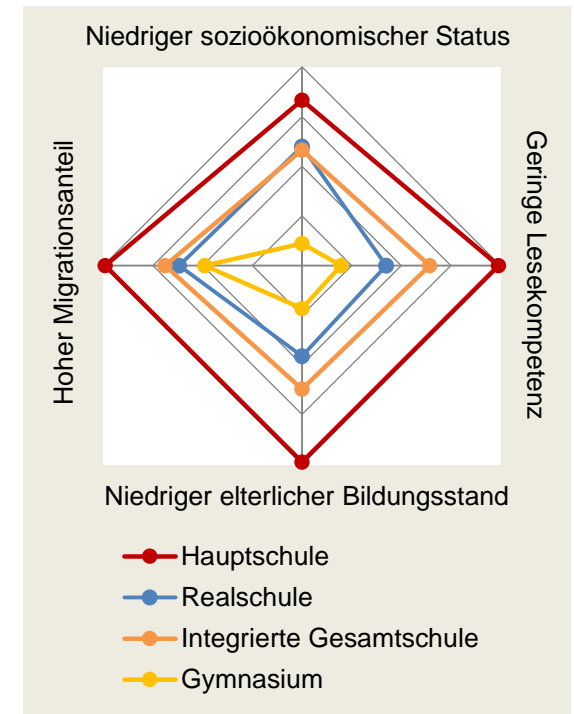 Niedriger sozioökonomischer Status
Hoher Migrationsanteil
Geringe Lesekompetenz
Niedriger elterlicher Bildungsstand
Hauptschule
Realschule
Integrierte Gesamtschule
Gymnasium